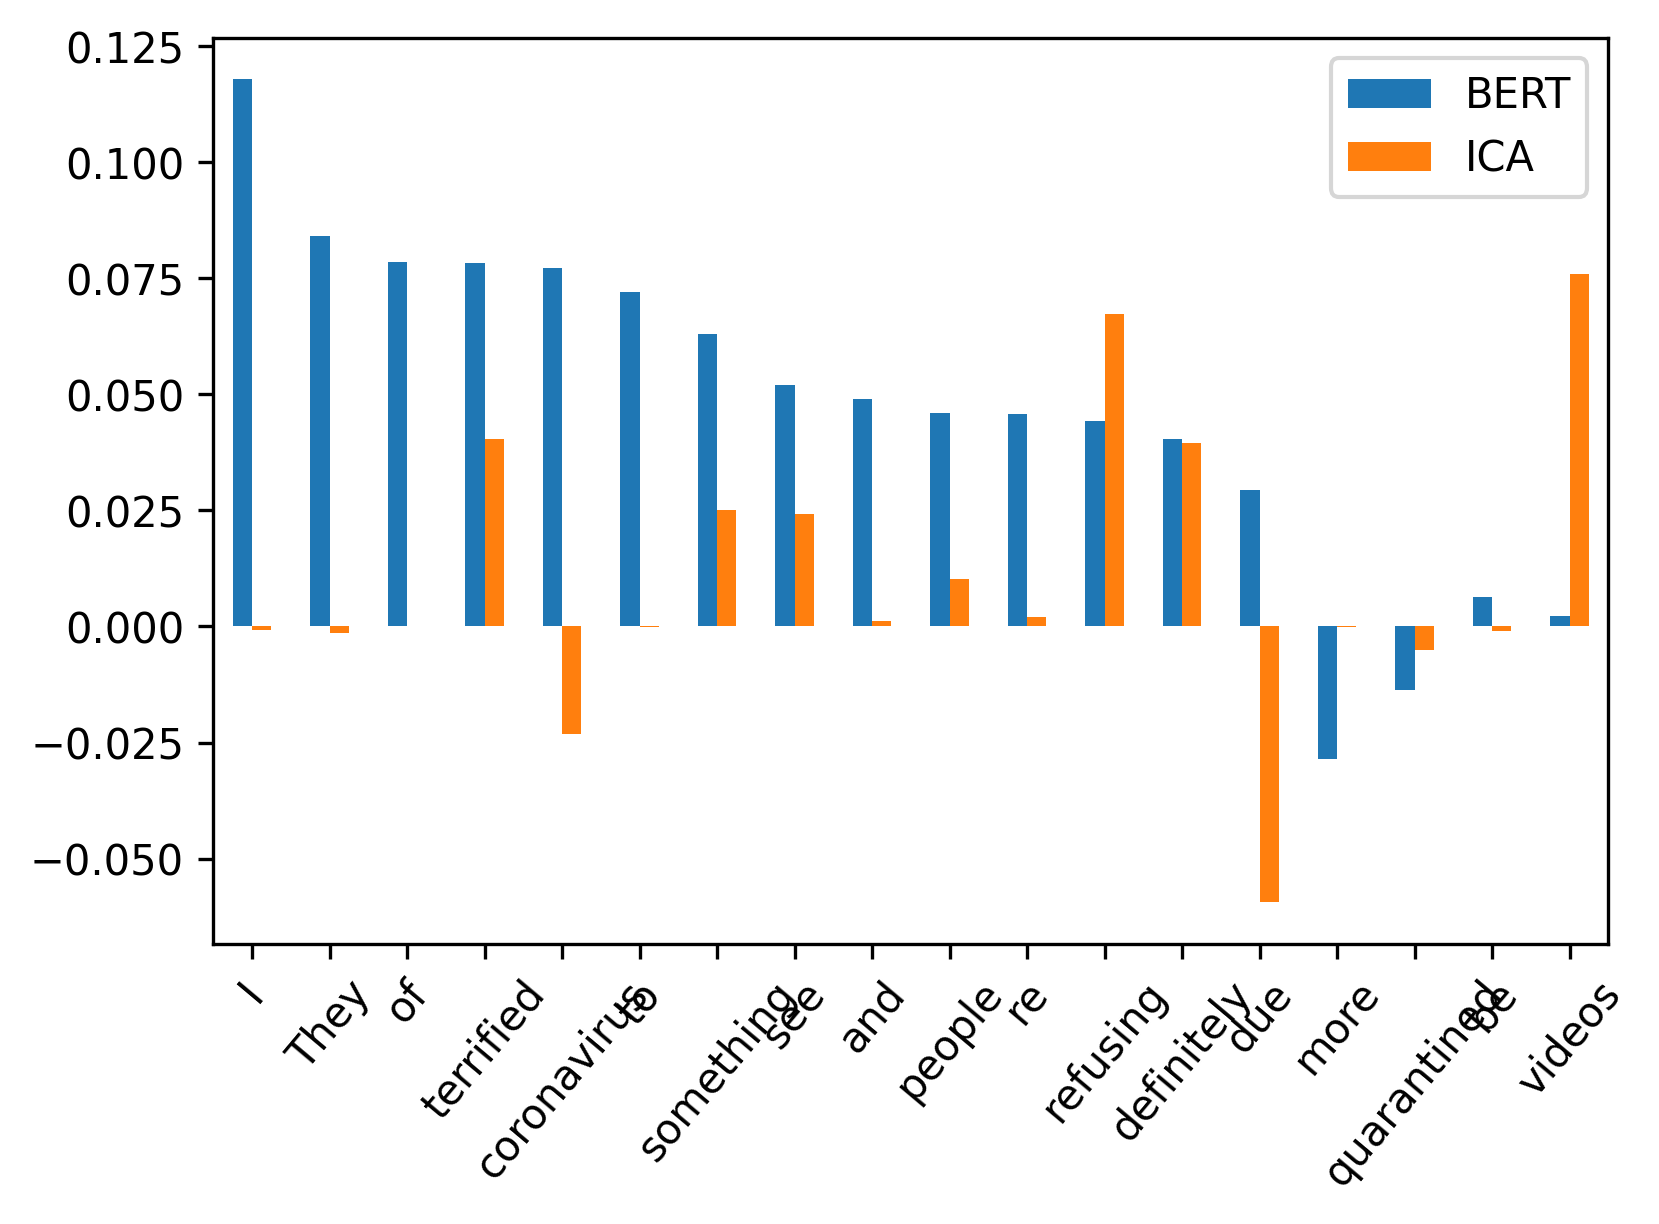 0.125
0.100
0.075
0.050
0.025
0.000
−0.025
−0.050
BERT
ICA
I
They
of
terrified
coronavirus
to
something
see
and
people
re
refusing
definitely
due
more
quarantined
be
videos